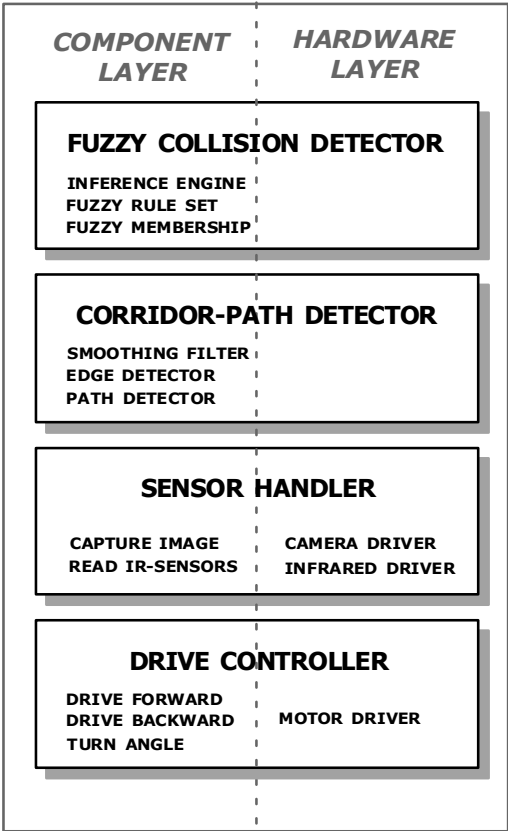 COMPONENT LAYER
HARDWARE LAYER
FUZZY COLLISION DETECTOR
INFERENCE ENGINE
FUZZY RULE SET
FUZZY MEMBERSHIP
CORRIDOR-PATH DETECTOR
SMOOTHING FILTER
EDGE DETECTOR
PATH DETECTOR
SENSOR HANDLER
CAPTURE IMAGE
READ IR-SENSORS
CAMERA DRIVER
INFRARED DRIVER
DRIVE CONTROLLER
DRIVE FORWARD
DRIVE BACKWARD
TURN ANGLE
MOTOR DRIVER